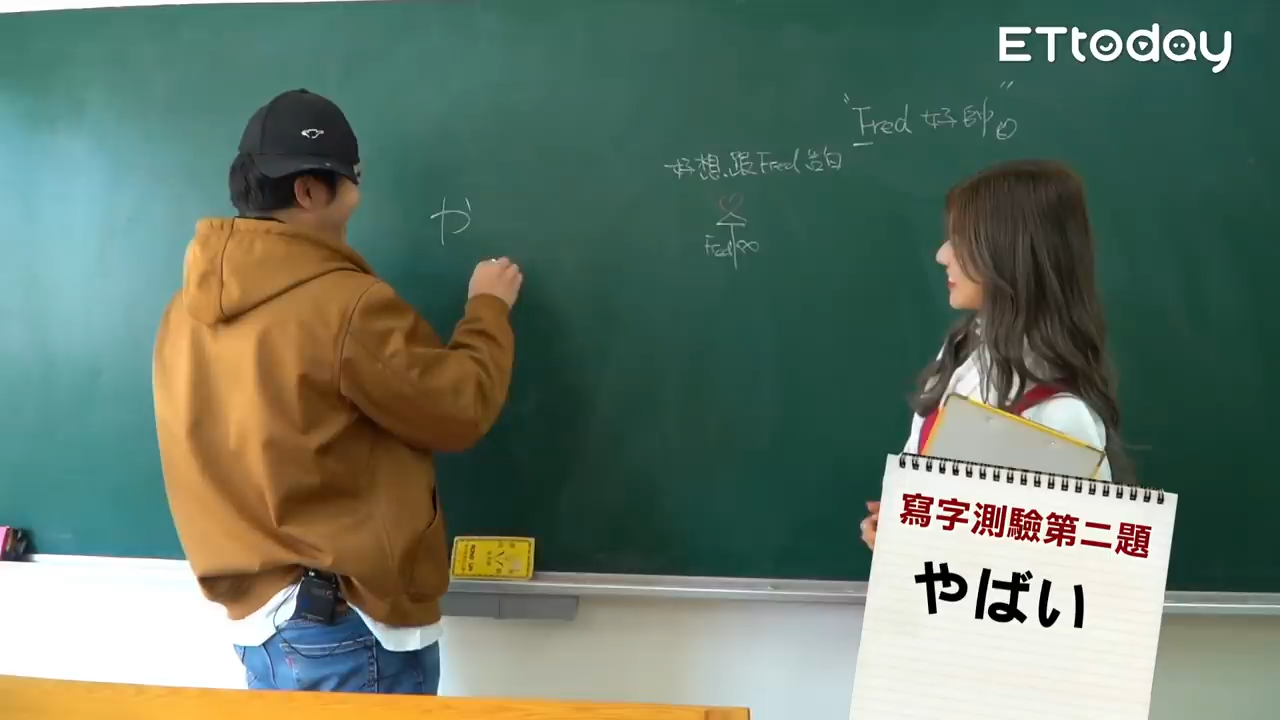 ETtoday
"Fred 好帥。"
好想跟Fred告白
Fred
や
寫字測驗第二題
やばい